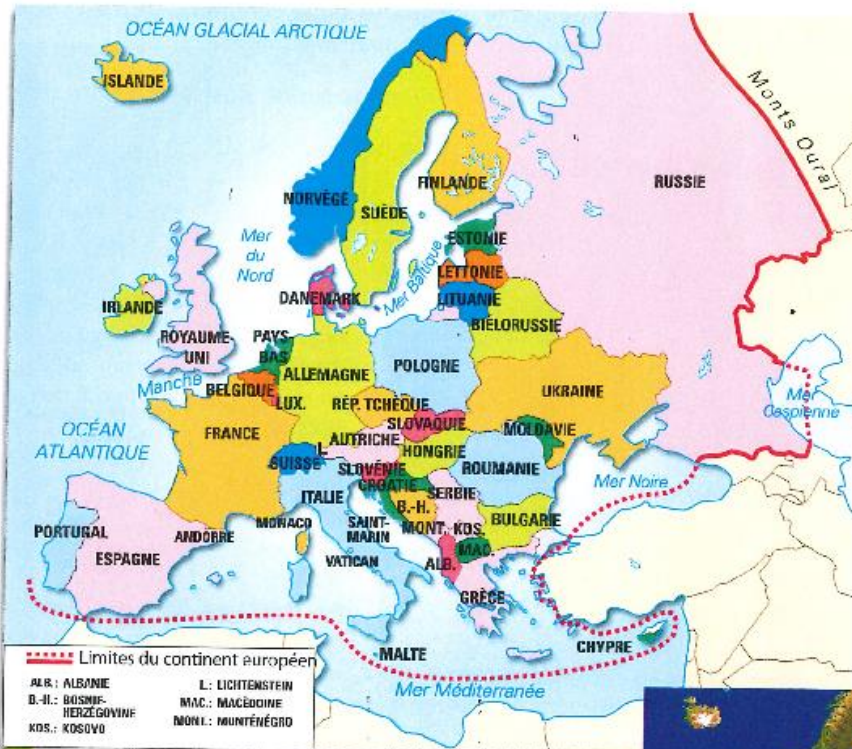 OCÉAN GLACIAL ARCTIQUE
ISLANDE
Monts Oural
RUSSIE
FINLANDE
NORVÈGE
SUÈDE
Mer
du
Nord
ESTONIE
Mer Baltique
LETTONIE
DANEMARK
LITUANIE
IRLANDE
BIÉLORUSSIE
ROYAUME-
UNI
PAYS
BAS
POLOGNE
ALLEMAGNE
Manche
BELGIQUE
UKRAINE
Mer
Caspienne
LUX.
RÉP. TCHÈQUE
SLOVAQUIE
MOLDAVIE
FRANCE
OCÉAN
ATLANTIQUE
AUTRICHE
L.
HONGRIE
SUISSE
SLOVÉNIE
ROUMANIE
CROATIE
Mer Noire
ITALIE
SERBIE
B.-H.
BULGARIE
MONACO
SAINT-
MARIN
MONT.
KOS.
PORTUGAL
ESPAGNE
ANDORRE
VATICAN
MAC.
ALB.
GRÈCE
MALTE
CHYPRE
Mer Méditerranée
Limites du continent européen
ALB.: ALBANIE
B.-H.: BOSNIE-
HERZÉGOVINE
KOS.: KOSOVO
L.: LICHTENSTEIN
MAC.: MACÉDOINE
MONT.: MUNTÉNÉGRO